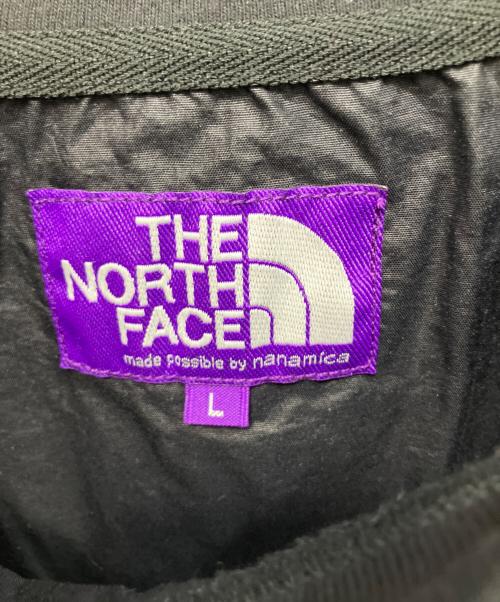 THE
NORTH
FACE
made possible by nanamica
L